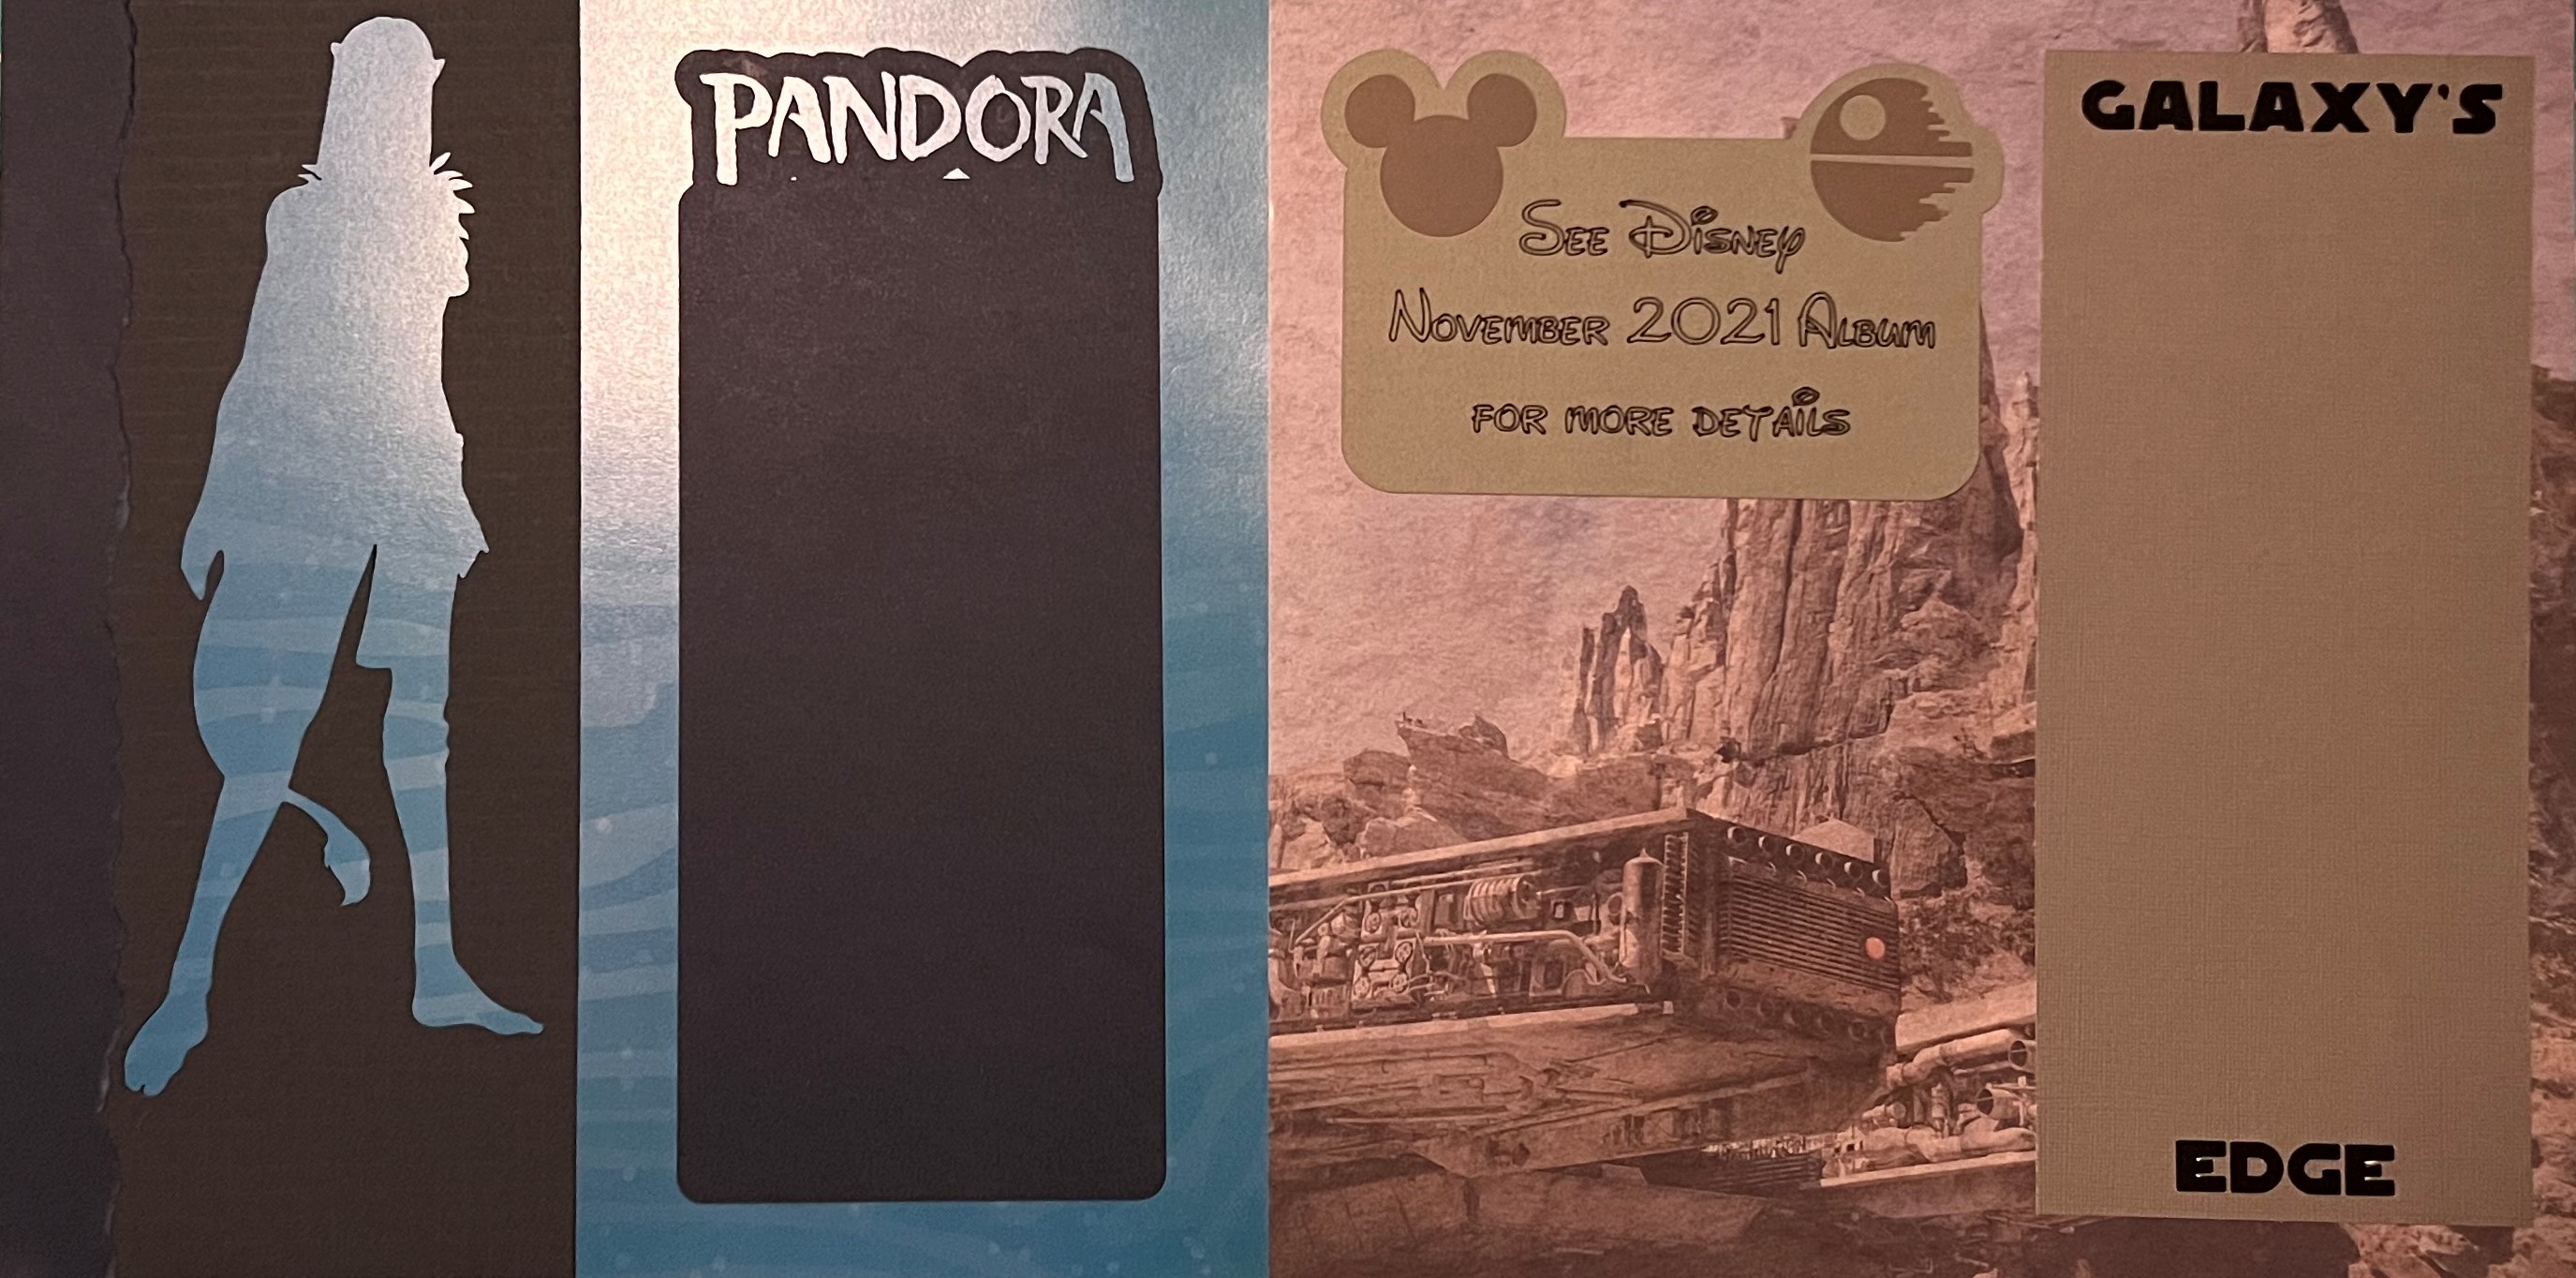 PANDORA
See Disney
November 2021 Album
for more details
GALAXY'S
EDGE